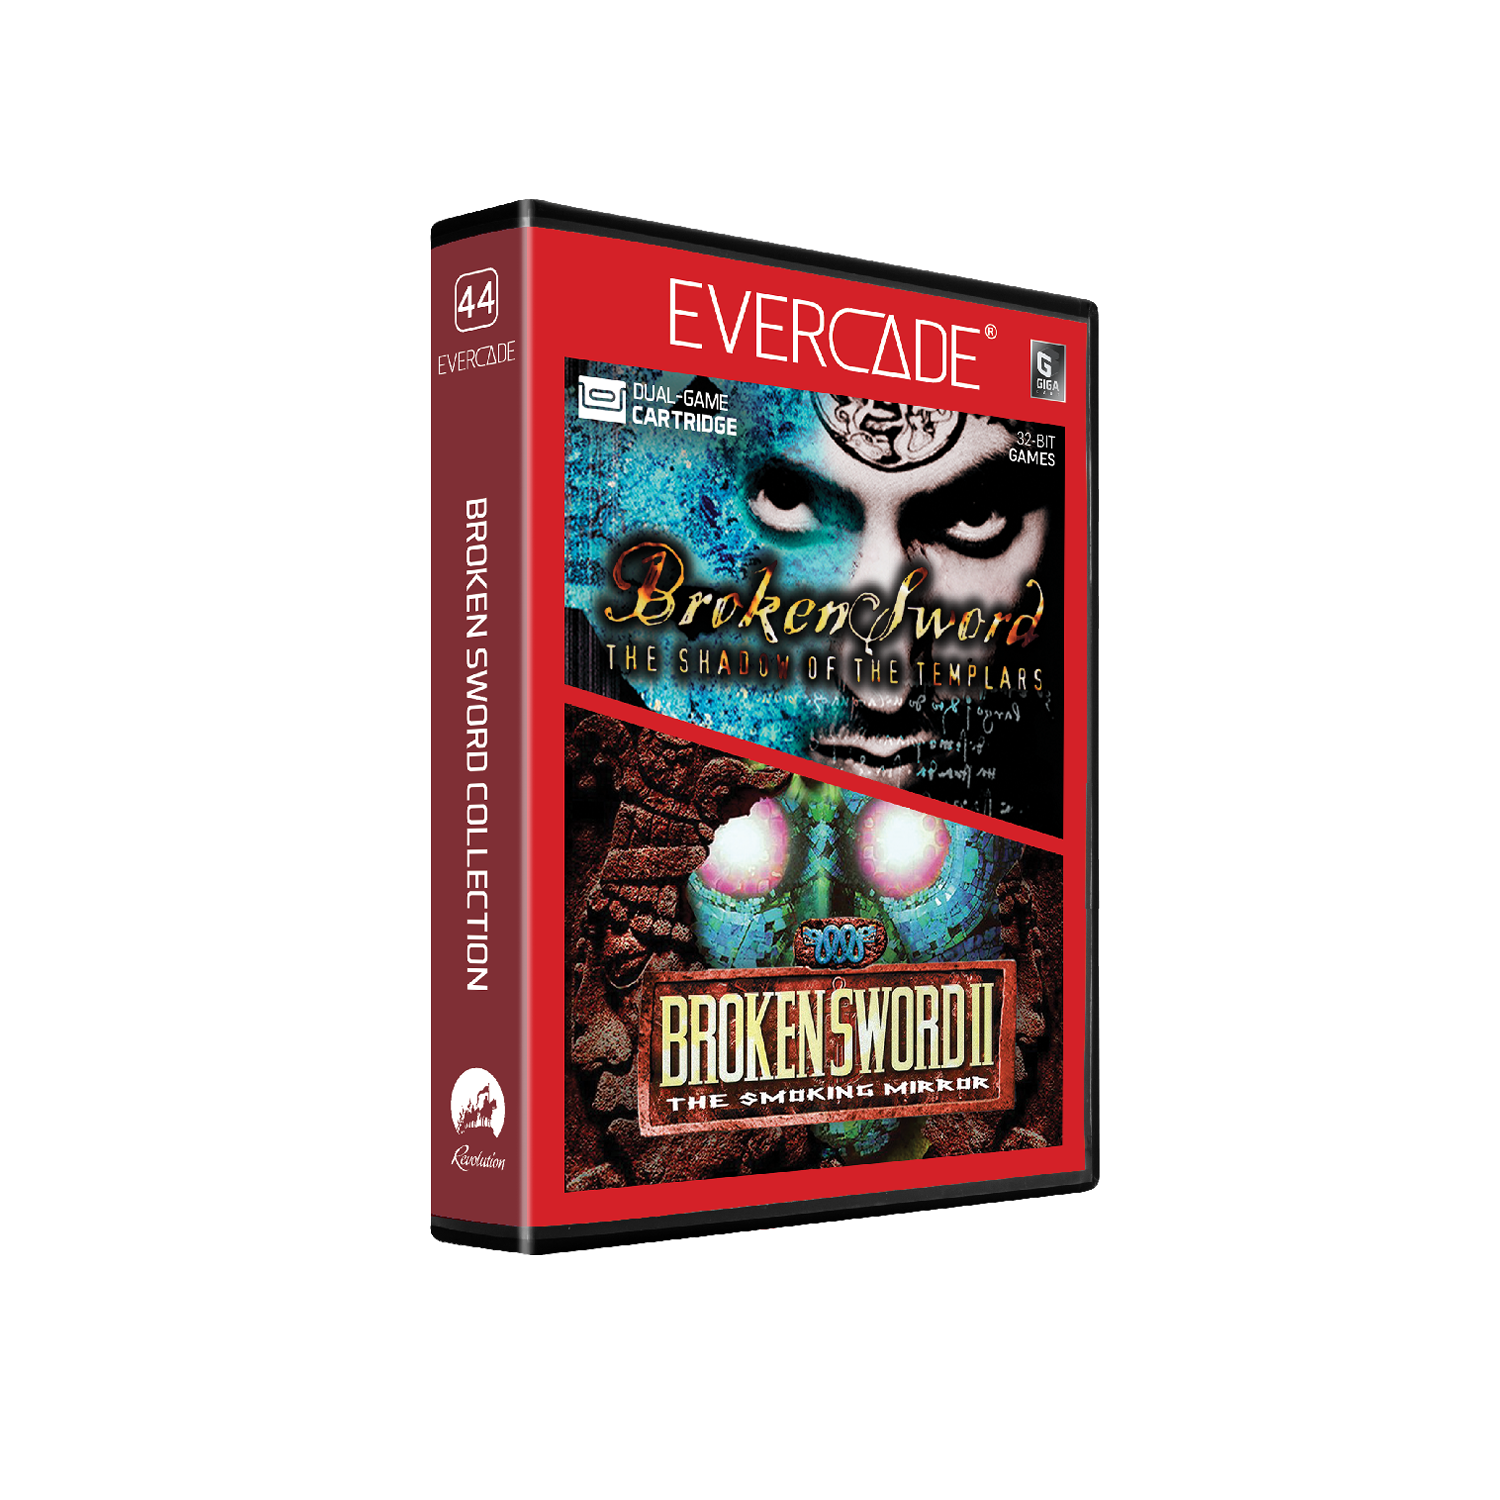 44
EVERCADE
BROKEN SWORD COLLECTION
Revolution
EVERCADE®
G
GIGA
DUAL-GAME
CARTRIDGE
32-BIT
GAMES
Broken Sword
THE SHADOW OF THE TEMPLARS
BROKEN SWORD II
THE SMOKING MIRROR